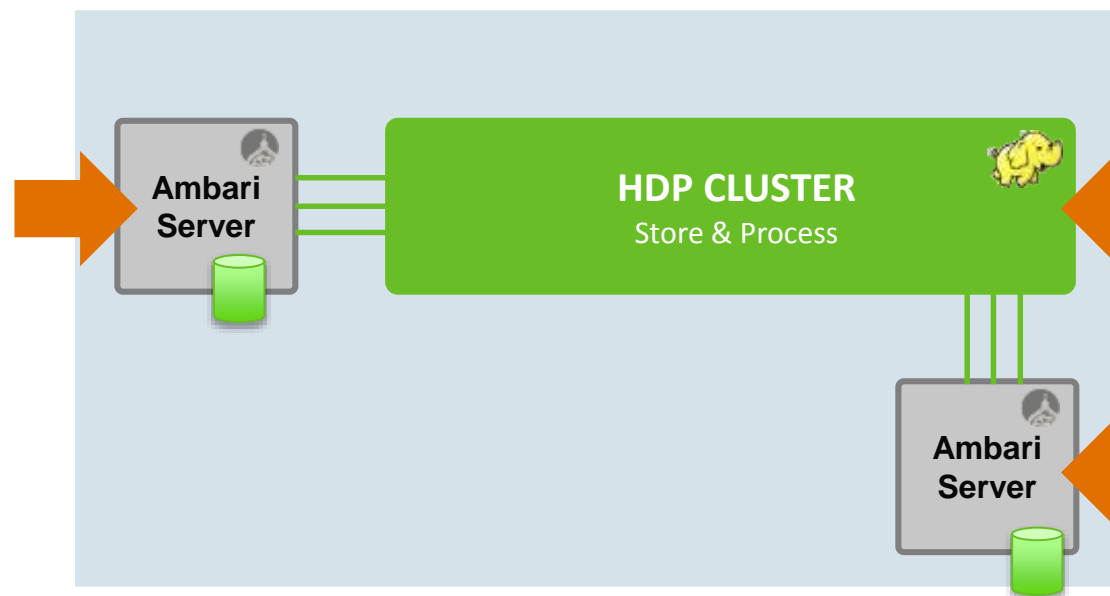 Ambari
Server
HDP CLUSTER
Store & Process
Ambari
Server